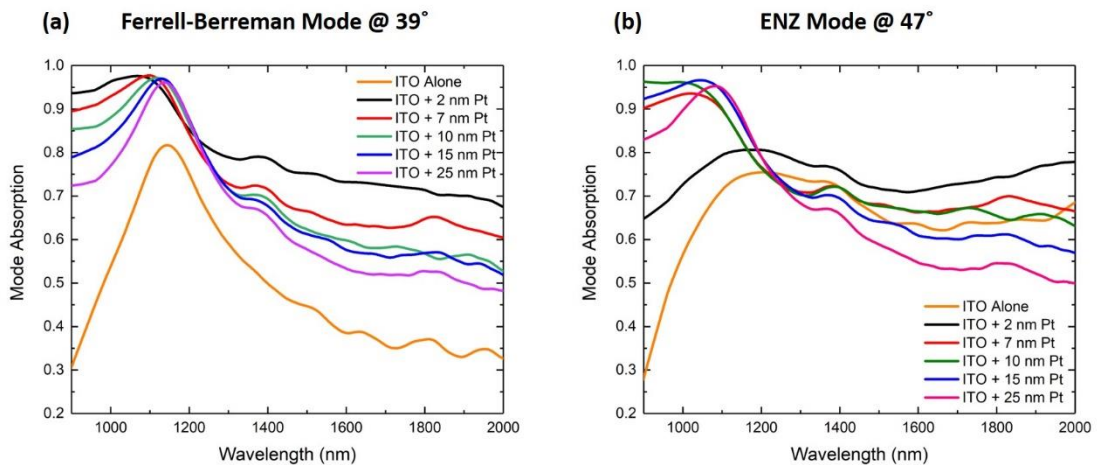 (a) Ferrell-Berreman Mode @ 39°
1.0
0.9
0.8
0.7
0.6
0.5
0.4
0.3
0.2
Mode Absorption
ITO Alone
ITO + 2 nm Pt
ITO + 7 nm Pt
ITO + 10 nm Pt
ITO + 15 nm Pt
ITO + 25 nm Pt
1000 1200 1400 1600 1800 2000
Wavelength (nm)
(b) ENZ Mode @ 47°
1.0
0.9
0.8
0.7
0.6
0.5
0.4
0.3
0.2
Mode Absorption
ITO Alone
ITO + 2 nm Pt
ITO + 7 nm Pt
ITO + 10 nm Pt
ITO + 15 nm Pt
ITO + 25 nm Pt
1000 1200 1400 1600 1800 2000
Wavelength (nm)